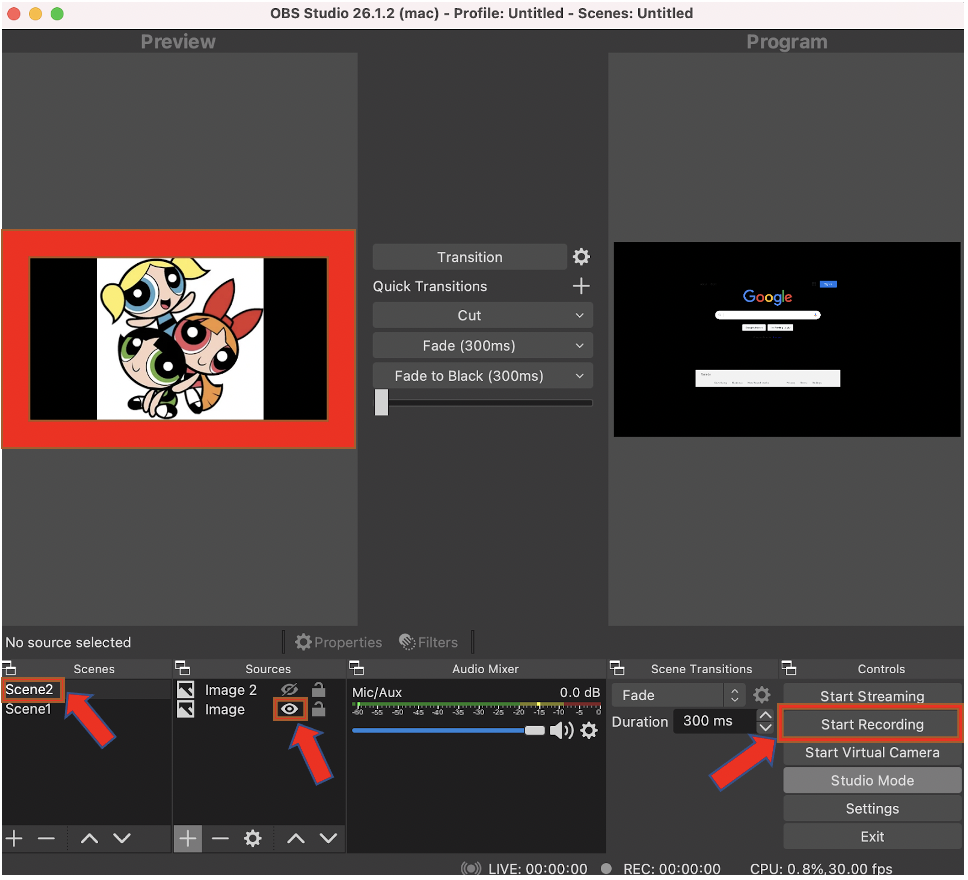 OBS Studio 26.1.2 (mac) - Profile: Untitled - Scenes: Untitled
Preview
Program
Transition
Quick Transitions
Cut
Fade (300ms)
Fade to Black (300ms)
Google
No source selected
Properties
Filters
Scenes
Scene2
Scene1
Sources
Image 2
Image
Audio Mixer
Mic/Aux
0.0 dB
-60 -55 -50 -45 -40 -35 -30 -25 -20 -15 -10 -5 0
Scene Transitions
Fade
Duration
300 ms
Controls
Start Streaming
Start Recording
Start Virtual Camera
Studio Mode
Settings
Exit
LIVE: 00:00:00
REC: 00:00:00
CPU: 0.8%,30.00 fps